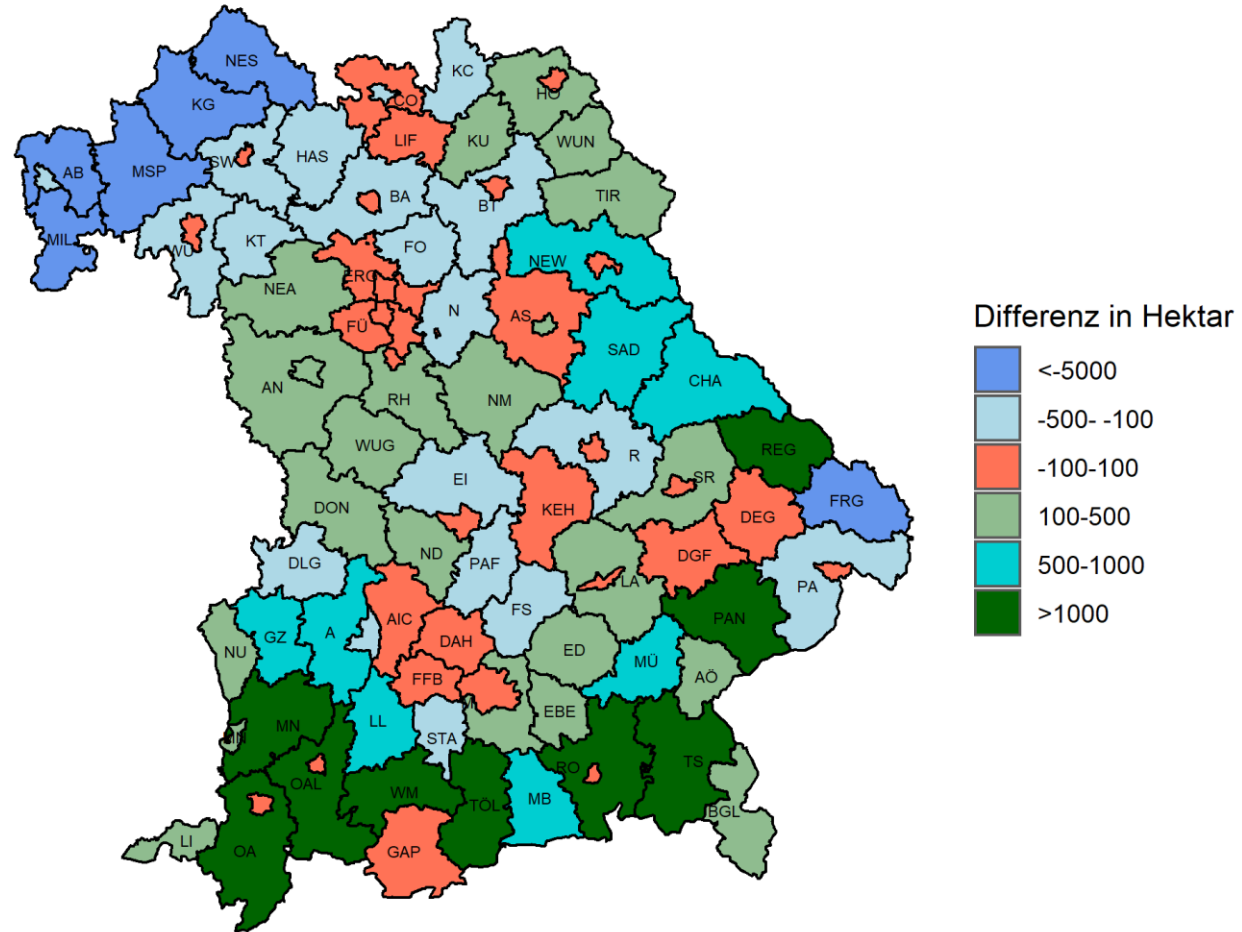 NES
KC
KG
CO
HO
LIF
KU
WUN
SW
HAS
AB
MSP
BA
BT
TIR
MIL
WÜ
KT
FO
NEW
ERC
NEA
N
FÜ
AS
SAD
CHA
AN
RH
NM
WUG
R
REG
EI
SR
FRG
KEH
DEG
DON
ND
DGF
PAF
LA
DLG
PA
FS
AIC
PAN
GZ
A
DAH
ED
NU
MÜ
FFB
AÖ
M
EBE
MN
LL
STA
MN
OAL
WM
RO
TS
TÖL
MB
BGL
LI
OA
GAP
Differenz in Hektar
<-5000
-500- -100
-100-100
100-500
500-1000
>1000